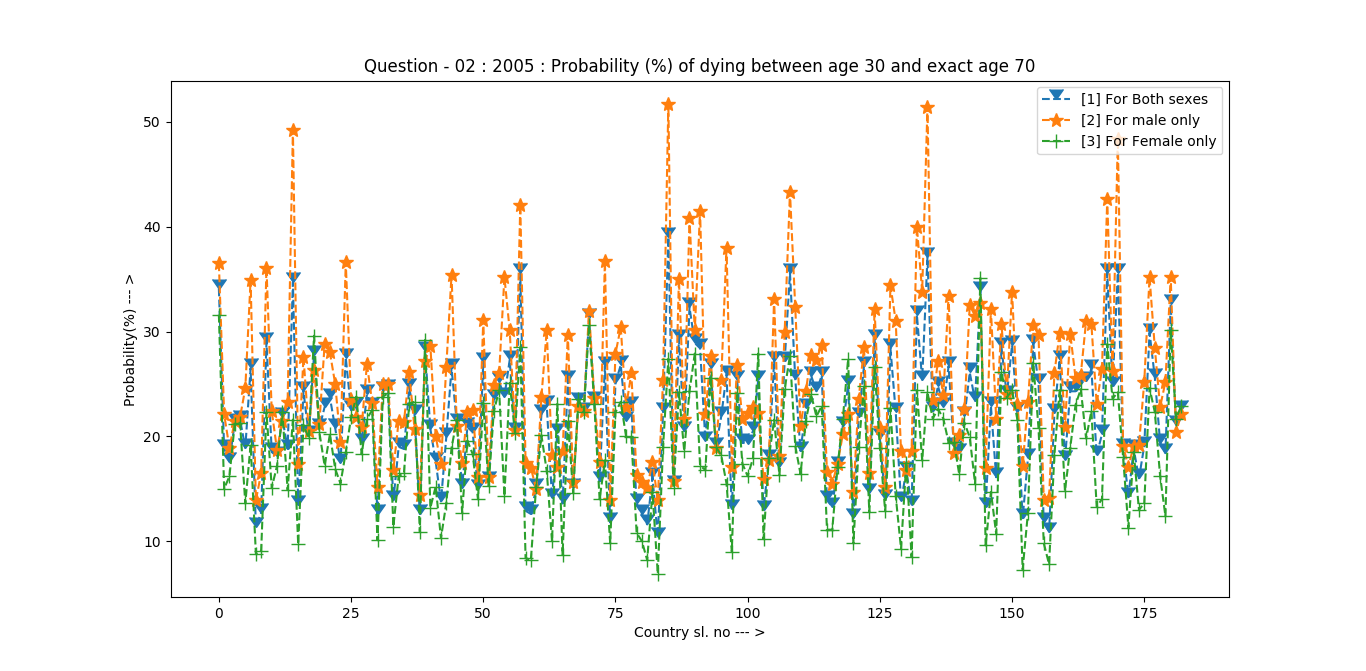 Question - 02 : 2005 : Probability (%) of dying between age 30 and exact age 70
[1] For Both sexes
[2] For male only
[3] For Female only
Probability(%) --- >
50
40
30
20
10
0 25 50 75 100 125 150 175
Country sl. no --- >